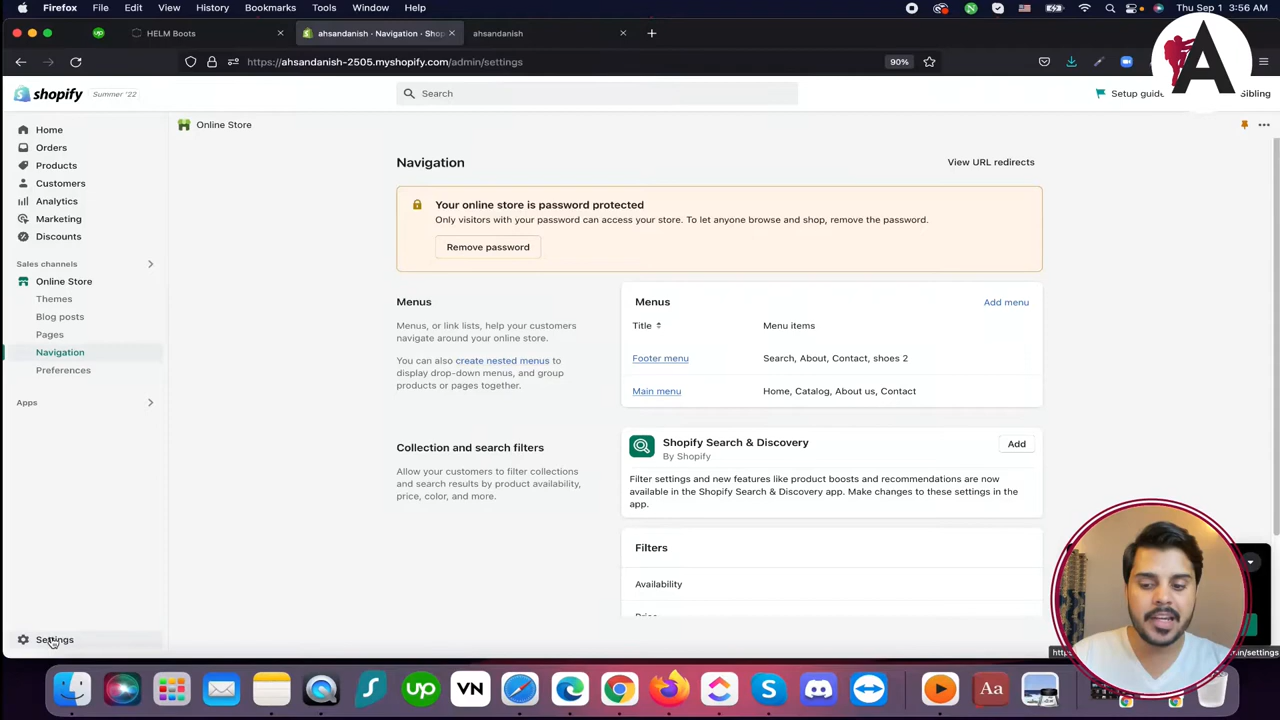 Firefox File Edit View History Bookmarks Tools Window Help
Thu Sep 1 3:56 AM
HELM Boots
ahsandanish · Navigation · Shop
ahsandanish
https://ahsandanish-2505.myshopify.com/admin/settings
90%
shopify
Summer '22
Search
Setup guide
Sibling
Home
Orders
Products
Customers
Analytics
Marketing
Discounts
Sales channels
Online Store
Themes
Blog posts
Pages
Navigation
Preferences
Apps
Settings
Online Store
Navigation
View URL redirects
Your online store is password protected
Only visitors with your password can access your store. To let anyone browse and shop, remove the password.
Remove password
Menus
Menus, or link lists, help your customers
navigate around your online store.
You can also create nested menus to
display drop-down menus, and group
products or pages together.
Menus
Add menu
Title
Menu items
Footer menu
Search, About, Contact, shoes 2
Main menu
Home, Catalog, About us, Contact
Collection and search filters
Allow your customers to filter collections
and search results by product availability,
price, color, and more.
Shopify Search & Discovery
By Shopify
Add
Filter settings and new features like product boosts and recommendations are now
available in the Shopify Search & Discovery app. Make changes to these settings in the
app.
Filters
Availability
up
VN
Aa